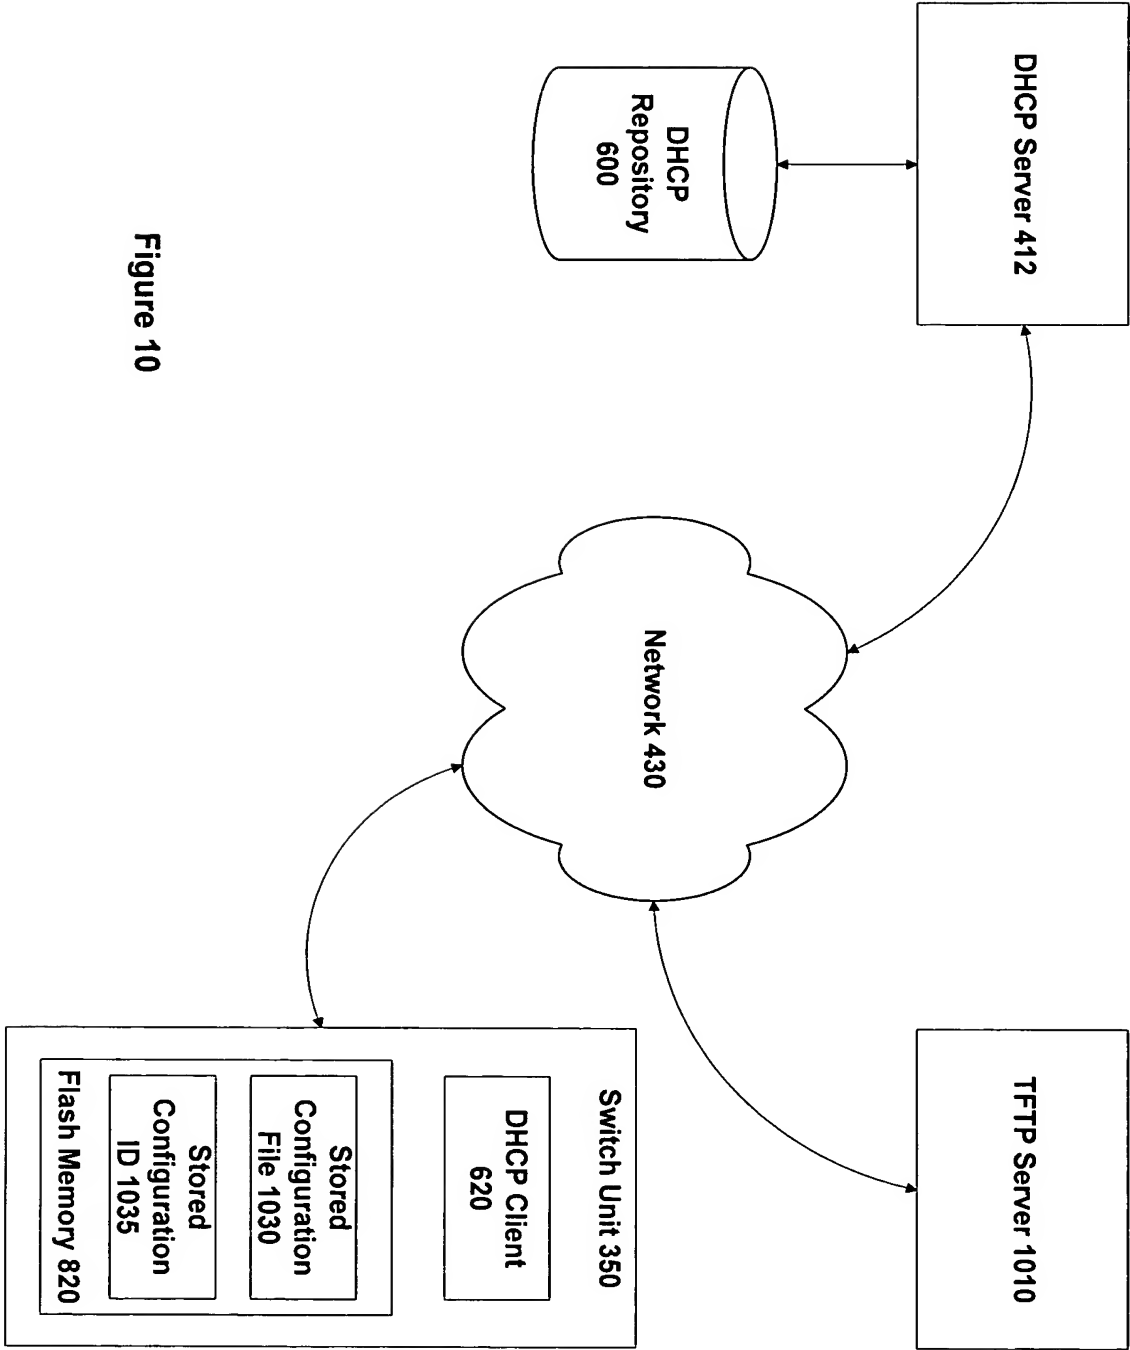 DHCP Server 412
TFTP Server 1010
DHCP
Repository
600
Network 430
Switch Unit 350
DHCP Client
620
Stored
Configuration
File 1030
Stored
Configuration
ID 1035
Flash Memory 820
Figure 10